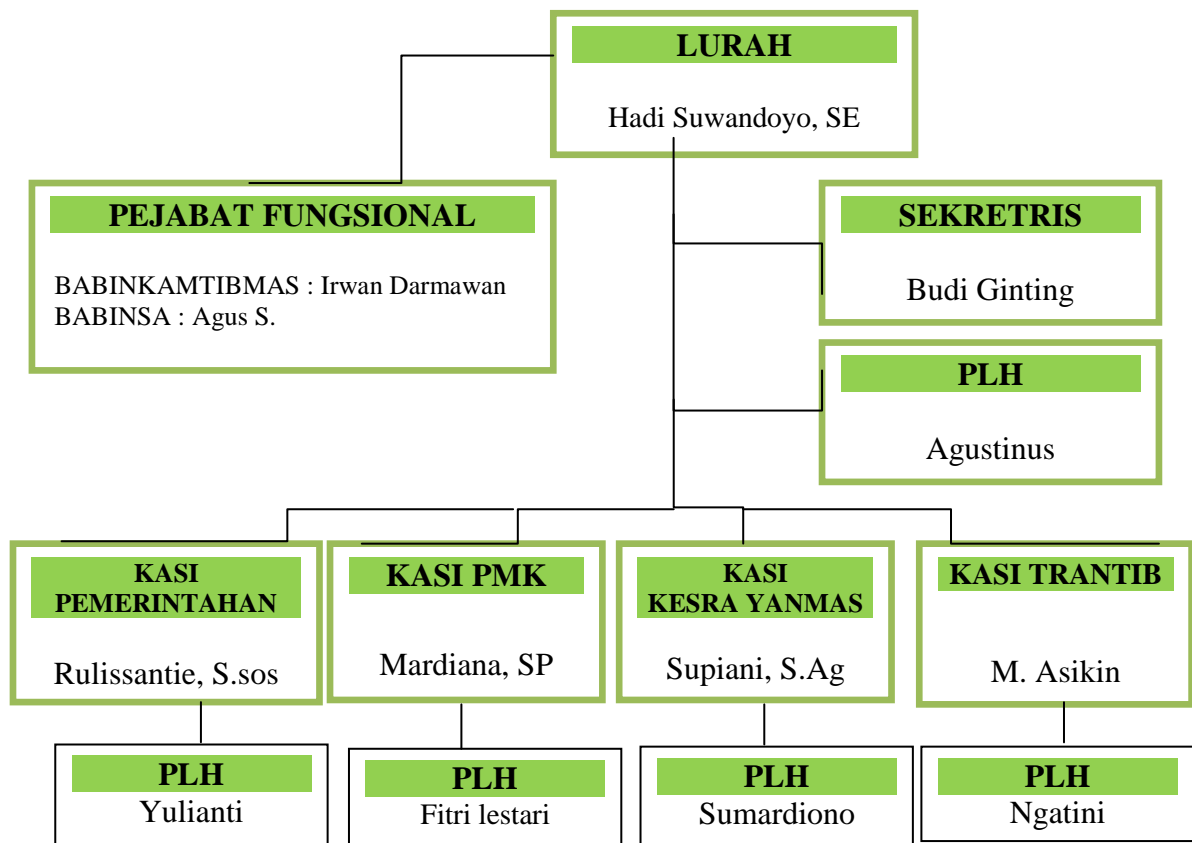 LURAH
Hadi Suwandoyo, SE
PEJABAT FUNGSIONAL
BABINKAMTIBMAS : Irwan Darmawan
BABINSA : Agus S.
SEKRETRIS
Budi Ginting
PLH
Agustinus
KASI
PEMERINTAHAN
Rulissantie, S.sos
KASI PMK
Mardiana, SP
KASI
KESRA YANMAS
Supiani, S.Ag
KASI TRANTIB
M. Asikin
PLH
Yulianti
PLH
Fitri lestari
PLH
Sumardiono
PLH
Ngatini